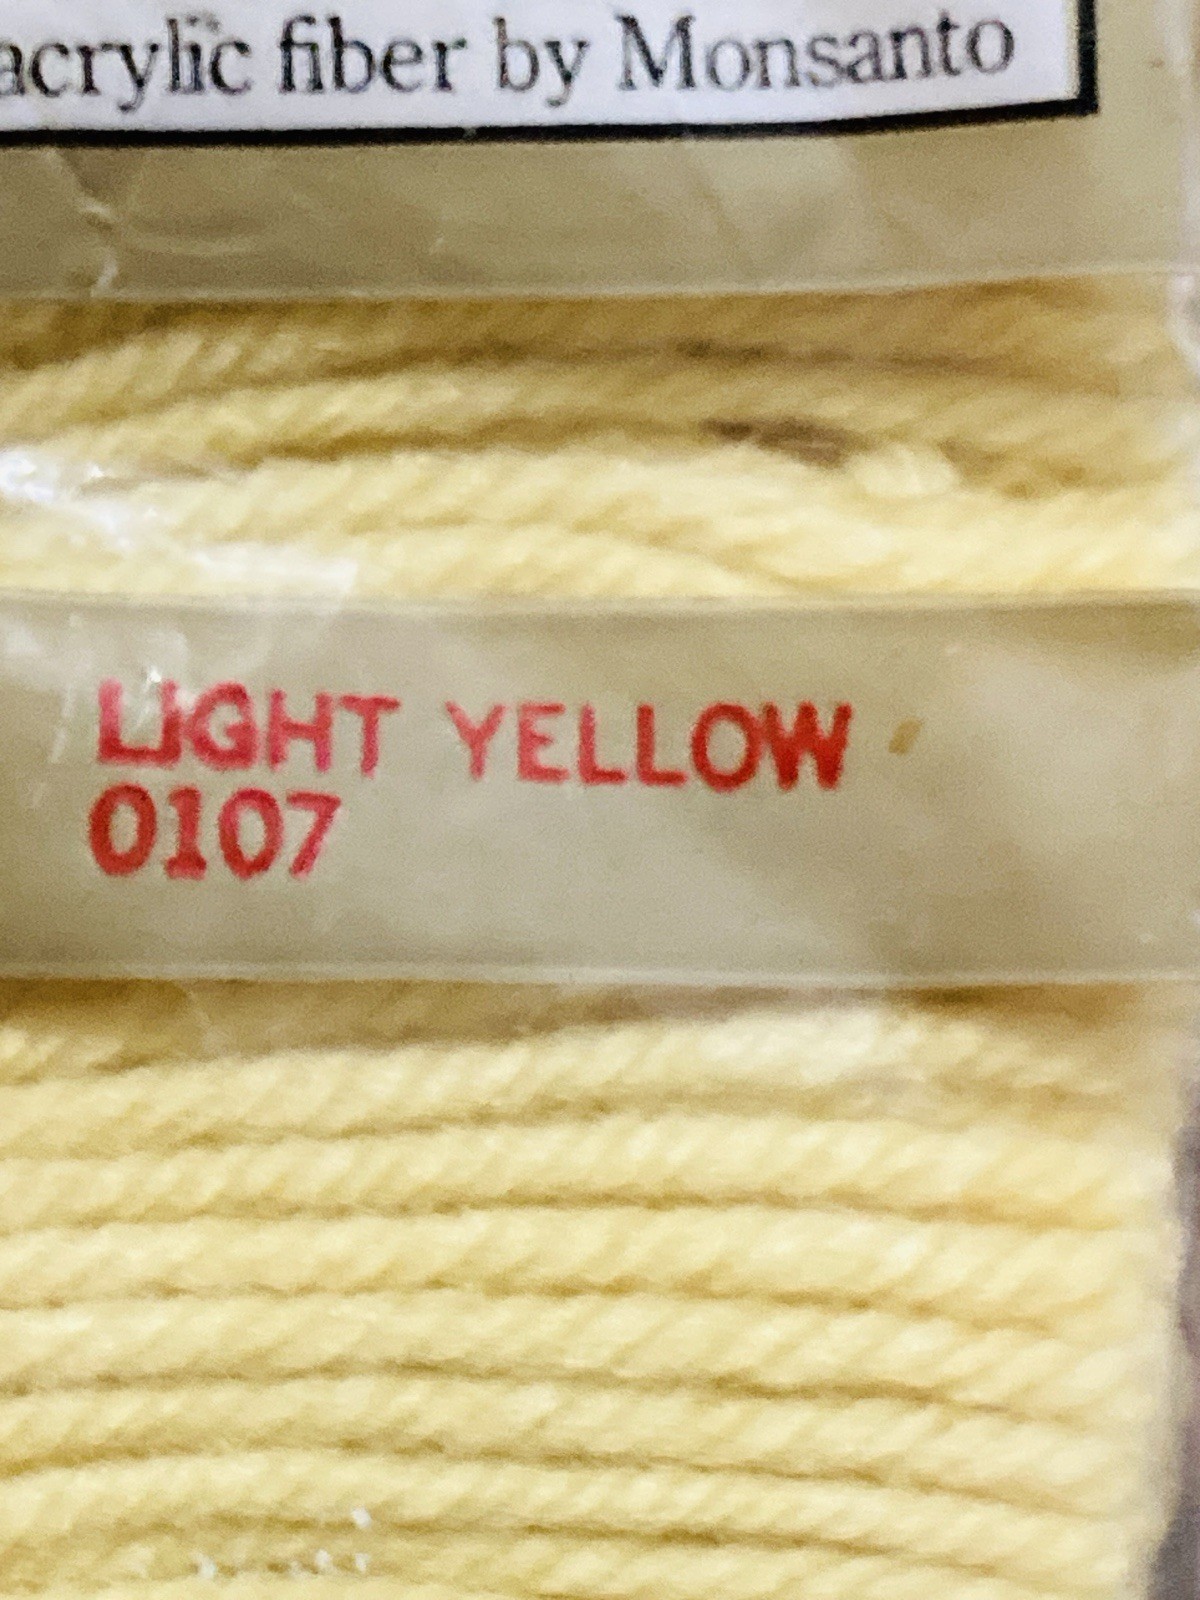 acrylic fiber by Monsanto
LIGHT YELLOW
0107